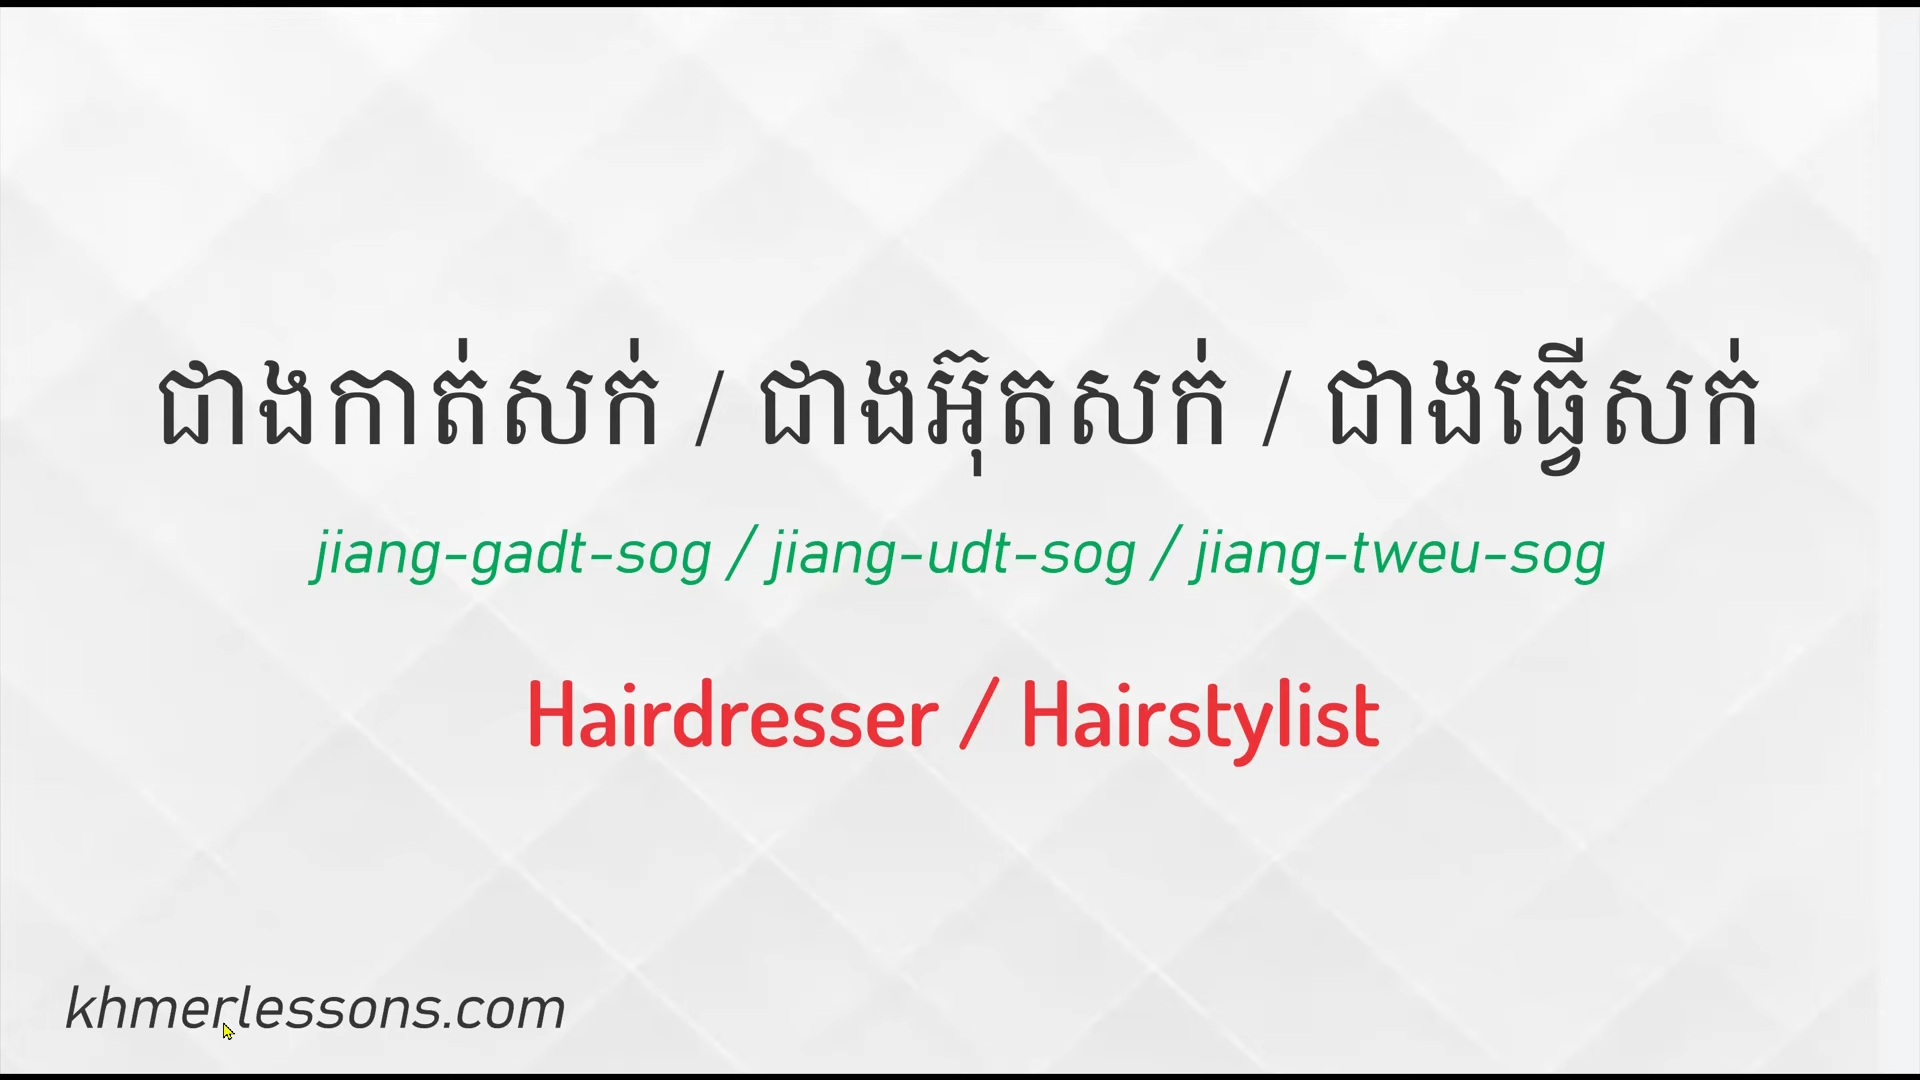 ជាងកាត់សក់ / ជាងអ៊ុតសក់ / ជាងធ្វើសក់
jiang-gadt-sog / jiang-udt-sog / jiang-tweu-sog
Hairdresser / Hairstylist
khmerlessons.com